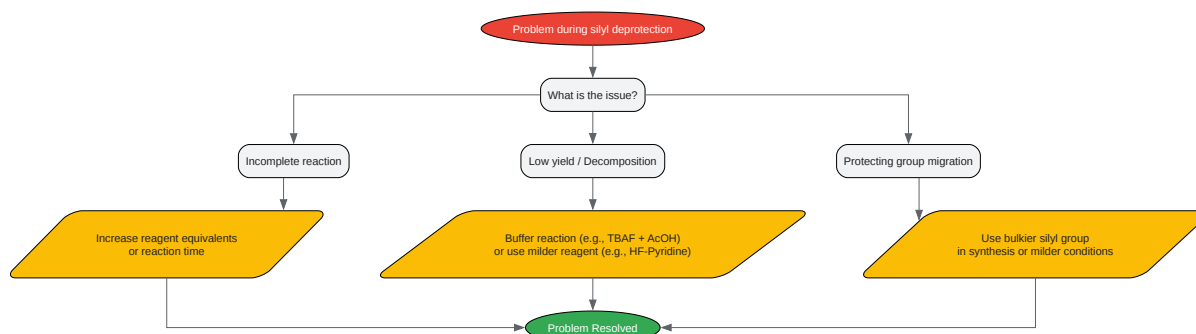 Problem during silyl deprotection
What is the issue?
Incomplete reaction
Low yield / Decomposition
Protecting group migration
Increase reagent equivalents
or reaction time
Buffer reaction (e.g., TBAF + AcOH)
or use milder reagent (e.g., HF-Pyridine)
Use bulkier silyl group
in synthesis or milder conditions
Problem Resolved